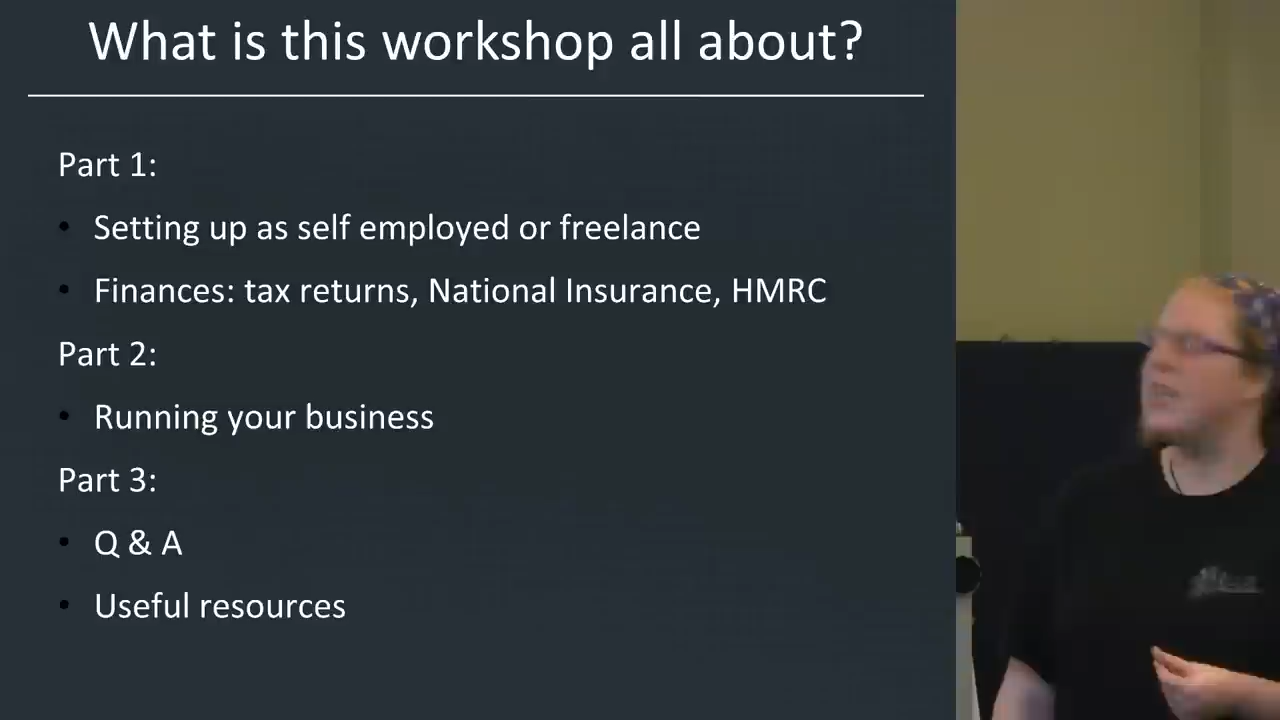 What is this workshop all about?
Part 1:
• Setting up as self employed or freelance
• Finances: tax returns, National Insurance, HMRC
Part 2:
• Running your business
Part 3:
• Q & A
• Useful resources